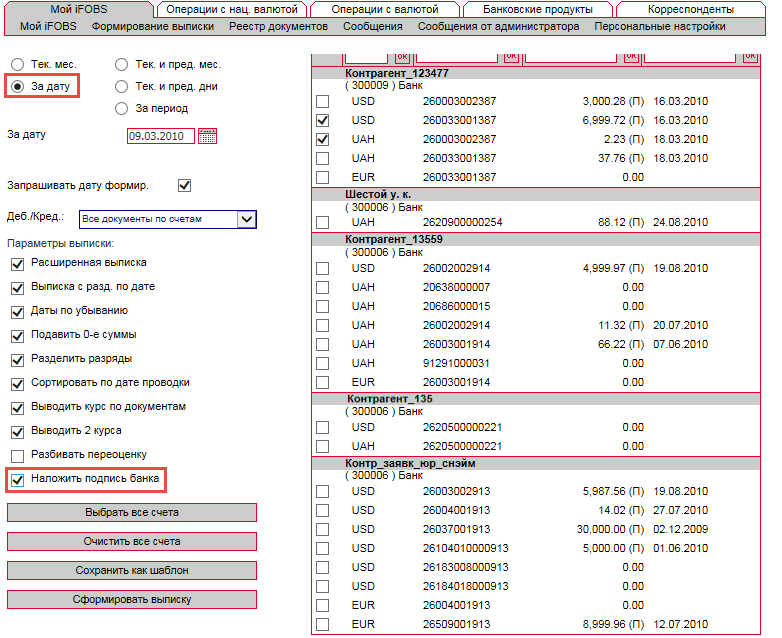 Мой iFOBS Операции с нац. валютой Операции с валютой Банковские продукты Корреспонденты
Мой iFOBS Формирование выписки Реестр документов Сообщения Сообщения от администратора Персональные настройки
Тек. мес. Тек. и пред. мес.
За дату Тек. и пред. дни
За период
За дату 09.03.2010
Запрашивать дату формир.
Деб./Кред.: Все документы по счетам
Параметры выписки:
Расширенная выписка
Выписка с разд. по дате
Даты по убыванию
Подавить 0-е суммы
Разделить разряды
Сортировать по дате проводки
Выводить курс по документам
Выводить 2 курса
Разбивать переоценку
Наложить подпись банка
Выбрать все счета
Очистить все счета
Сохранить как шаблон
Сформировать выписку
OK OK OK OK
Контрагент_123477
( 300009 ) Банк
USD 260003002387 3,000.28 (П) 16.03.2010
USD 260033001387 6,999.72 (П) 16.03.2010
UAH 260003002387 2.23 (П) 18.03.2010
UAH 260033001387 37.76 (П) 18.03.2010
EUR 260033001387 0.00
Шестой у. к.
( 300006 ) Банк
UAH 2620900000254 88.12 (П) 24.08.2010
Контрагент_13559
( 300006 ) Банк
USD 26002002914 4,999.97 (П) 19.08.2010
UAH 20638000007 0.00
UAH 20686000015 0.00
UAH 26002002914 11.32 (П) 20.07.2010
UAH 26003001914 66.22 (П) 07.06.2010
UAH 91291000031 0.00
EUR 26003001914 0.00
Контрагент_135
( 300006 ) Банк
USD 2620500000221 0.00
UAH 2620500000221 0.00
Контр_заявк_юр_снэйм
( 300006 ) Банк
USD 26003002913 5,987.56 (П) 19.08.2010
USD 26004001913 14.02 (П) 27.07.2010
USD 26037001913 30,000.00 (П) 02.12.2009
USD 26104010000913 5,000.00 (П) 01.06.2010
USD 26183008000913 0.00
USD 26184018000913 0.00
EUR 26004001913 0.00
EUR 26509001913 8,999.96 (П) 12.07.2010